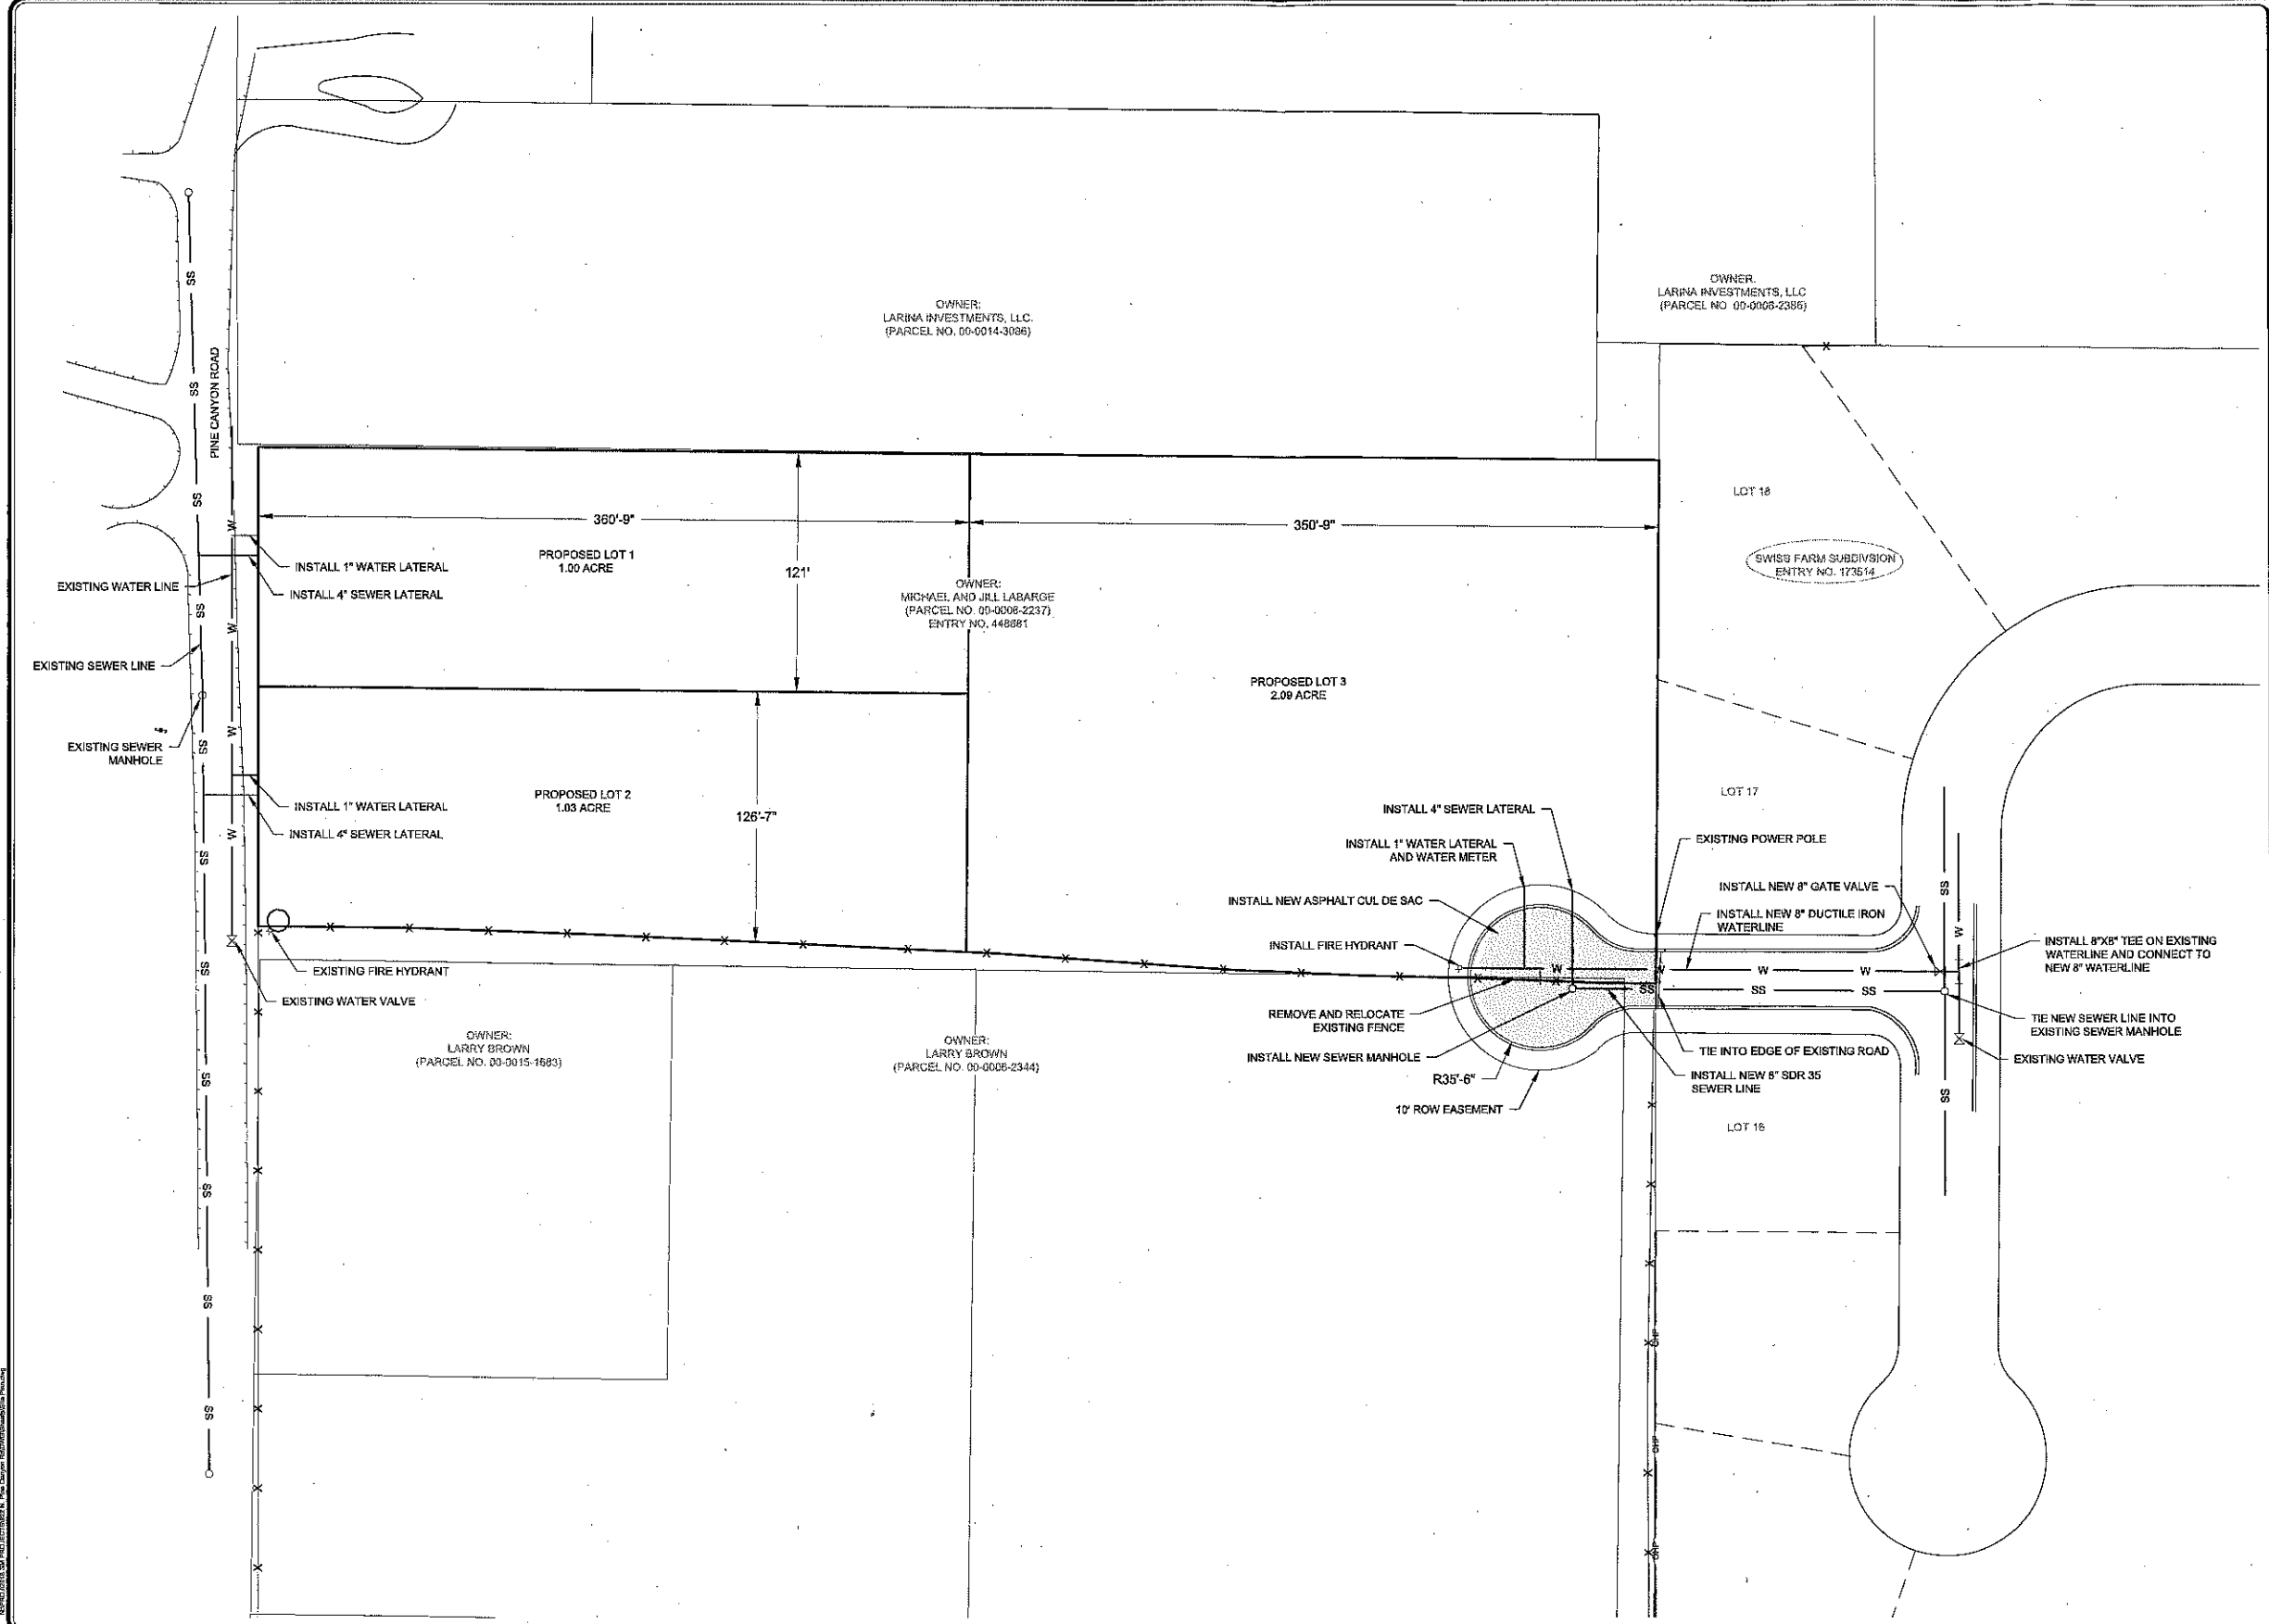 OWNER:
LARINA INVESTMENTS, LLC.
(PARCEL NO. 00-0014-3086)
OWNER.
LARINA INVESTMENTS, LLC
(PARCEL NO. 00-0006-2386)
PINE CANYON ROAD
LOT 18
360'-9"
350'-9"
PROPOSED LOT 1
1.00 ACRE
121'
SWISS FARM SUBDIVSION
ENTRY NO. 173514
INSTALL 1" WATER LATERAL
INSTALL 4" SEWER LATERAL
EXISTING WATER LINE
OWNER:
MICHAEL AND JILL LABARGE
(PARCEL NO. 00-0006-2237)
ENTRY NO. 448681
EXISTING SEWER LINE
PROPOSED LOT 3
2.09 ACRE
EXISTING SEWER
MANHOLE
INSTALL 1" WATER LATERAL
INSTALL 4" SEWER LATERAL
PROPOSED LOT 2
1.03 ACRE
126'-7"
LOT 17
INSTALL 4" SEWER LATERAL
INSTALL 1" WATER LATERAL
AND WATER METER
EXISTING POWER POLE
INSTALL NEW ASPHALT CUL DE SAC
INSTALL NEW 8" GATE VALVE
INSTALL NEW 8" DUCTILE IRON
WATERLINE
INSTALL FIRE HYDRANT
INSTALL 8"X8" TEE ON EXISTING
WATERLINE AND CONNECT TO
NEW 8" WATERLINE
EXISTING FIRE HYDRANT
EXISTING WATER VALVE
W W W W
SS SS SS
REMOVE AND RELOCATE
EXISTING FENCE
TIE NEW SEWER LINE INTO
EXISTING SEWER MANHOLE
OWNER:
LARRY BROWN
(PARCEL NO. 00-0015-1683)
OWNER:
LARRY BROWN
(PARCEL NO. 00-0006-2344)
INSTALL NEW SEWER MANHOLE
TIE INTO EDGE OF EXISTING ROAD
EXISTING WATER VALVE
R35'-6"
INSTALL NEW 8" SDR 35
SEWER LINE
10' ROW EASEMENT
LOT 16
OHP
OHP
OHP